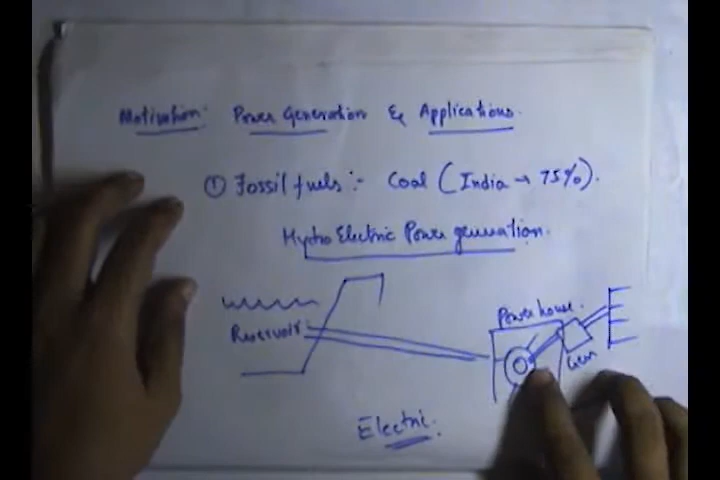 Motivation: Power Generation & Applications.
① Fossil fuels :- Coal (India → 75%).
Hydro Electric Power generation.
Reservoir
Power house.
Gen
Electric.